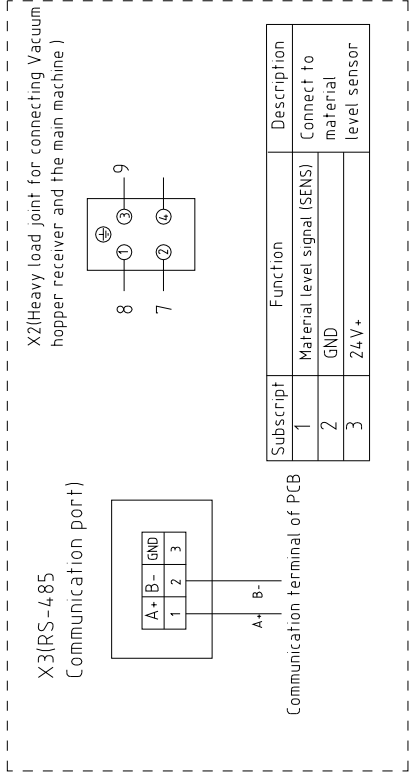 X3(RS-485
Communication port)
A+ B- GND
1 2 3
A+ B-
Communication terminal of PCB
X2(Heavy load joint for connecting Vacuum
hopper receiver and the main machine )
8 1 3 9
7 2 4
Subscript Function Description
1 Material level signal (SENS) Connect to
2 GND material
3 24V+ level sensor